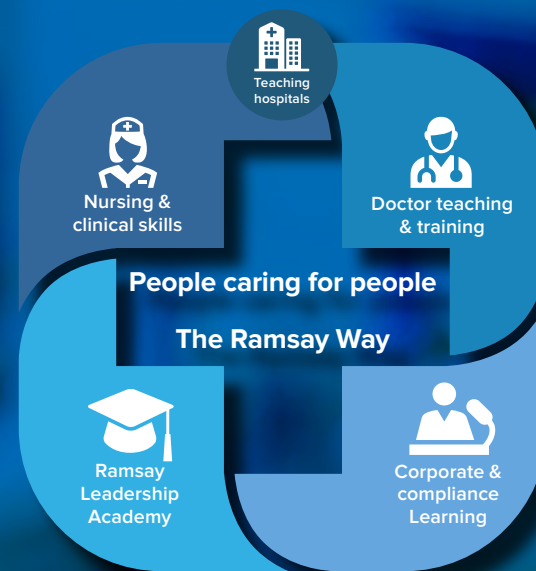 Teaching
hospitals
Nursing &
clinical skills
Doctor teaching
& training
People caring for people
The Ramsay Way
Ramsay
Leadership
Academy
Corporate &
compliance
Learning